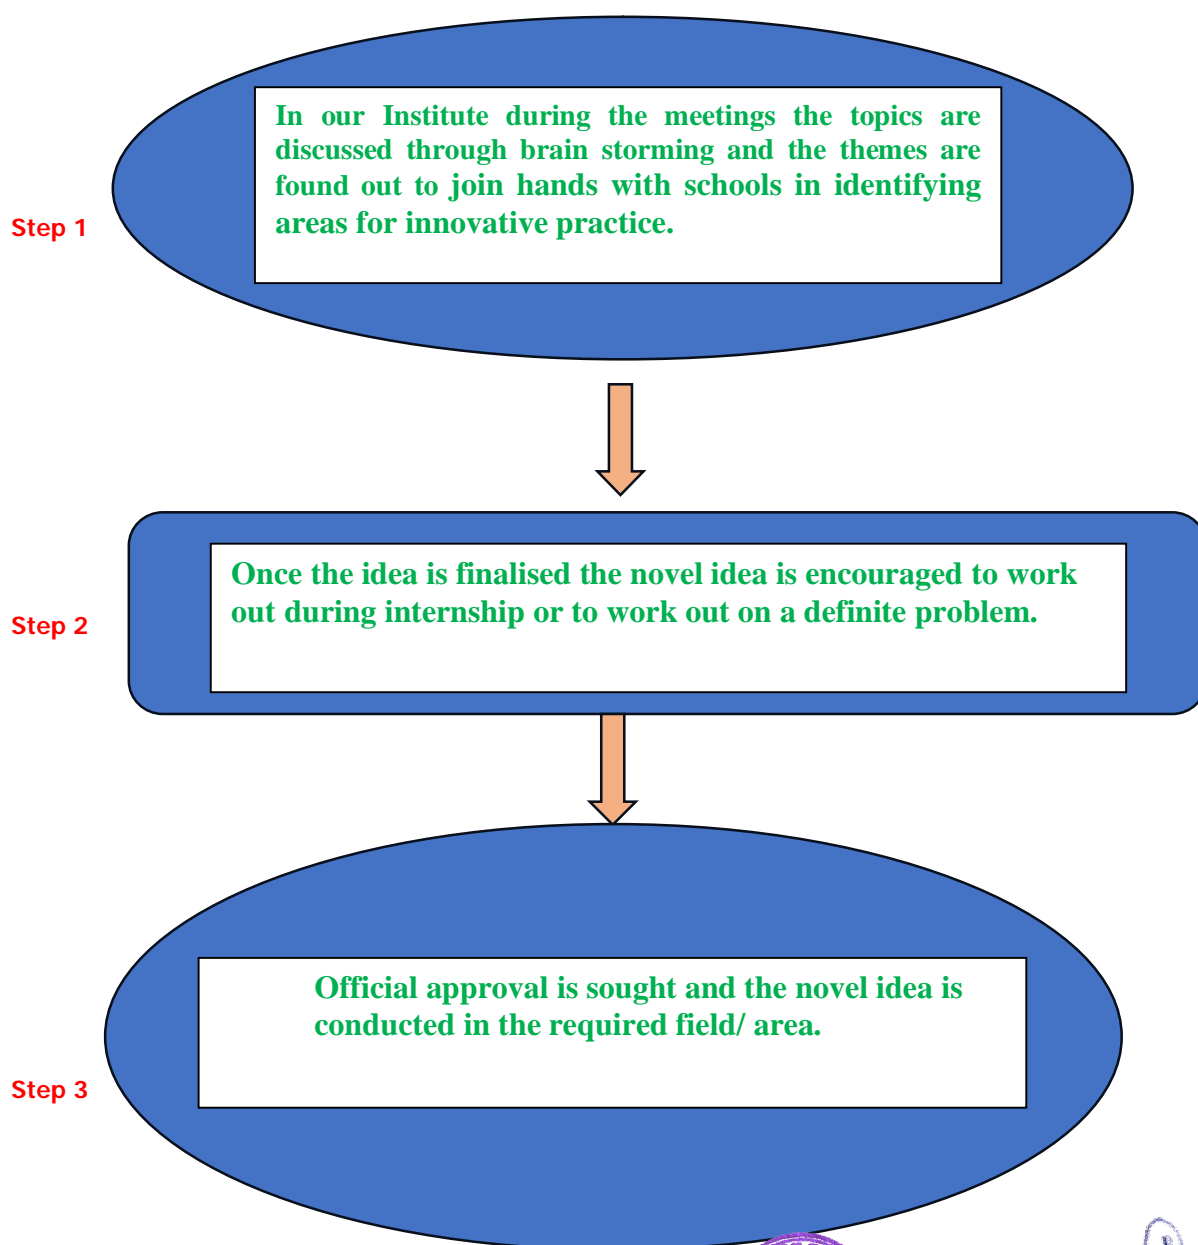 In our Institute during the meetings the topics are
discussed through brain storming and the themes are
found out to join hands with schools in identifying
areas for innovative practice.
Step 1
Once the idea is finalised the novel idea is encouraged to work
out during internship or to work out on a definite problem.
Step 2
Official approval is sought and the novel idea is
conducted in the required field/ area.
Step 3